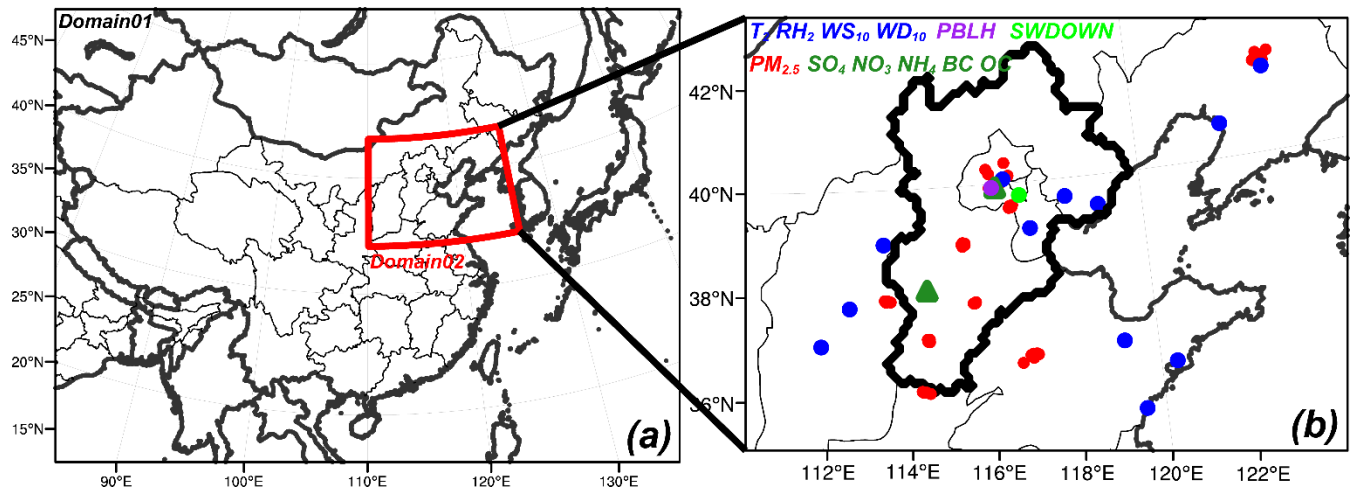 Domain01
45°N
40°N
35°N
30°N
25°N
20°N
15°N
90°E 100°E 110°E 120°E 130°E
Domain02
(a)
T₂ RH₂ WS₁₀ WD₁₀ PBLH SWDOWN
PM₂.₅ SO₄ NO₃ NH₄ BC OC
42°N
40°N
38°N
36°N
112°E 114°E 116°E 118°E 120°E 122°E
(b)